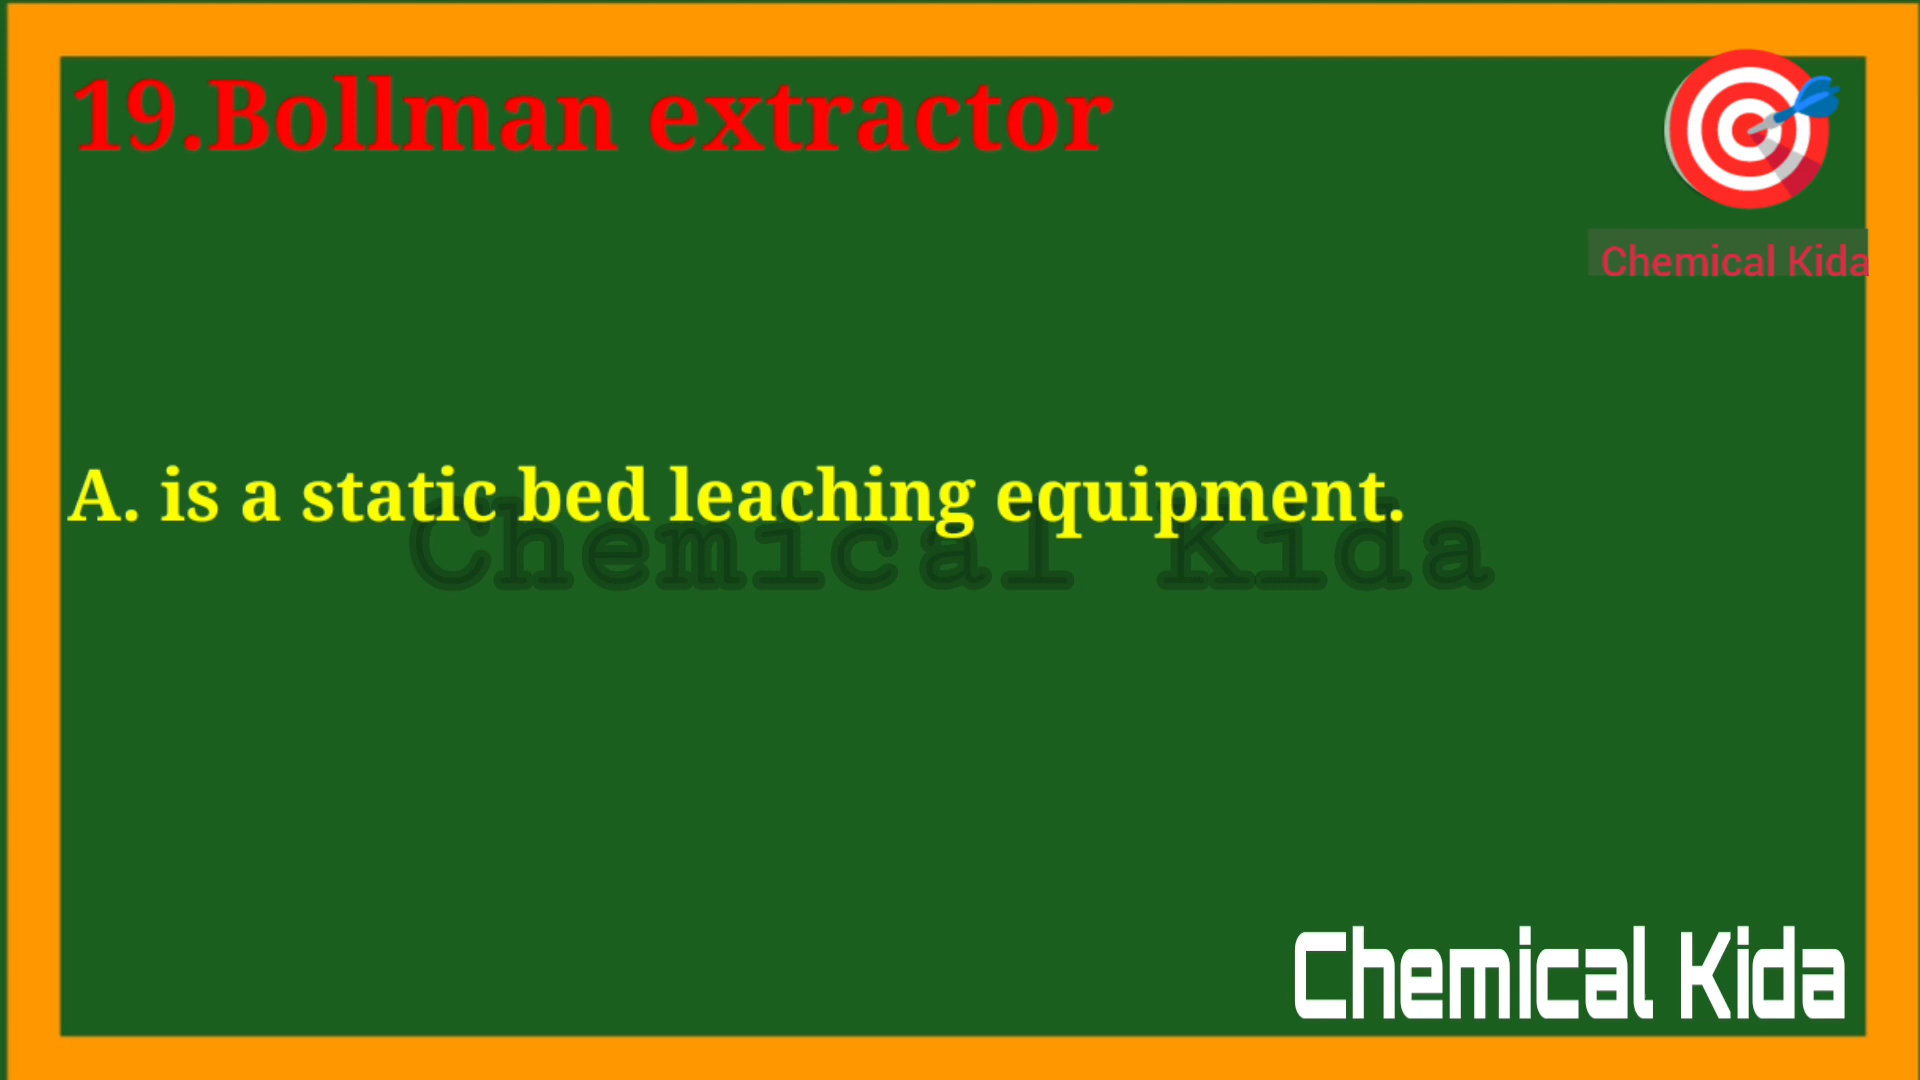 19.Bollman extractor
Chemical Kida
A. is a static bed leaching equipment.
Chemical Kida
Chemical Kida